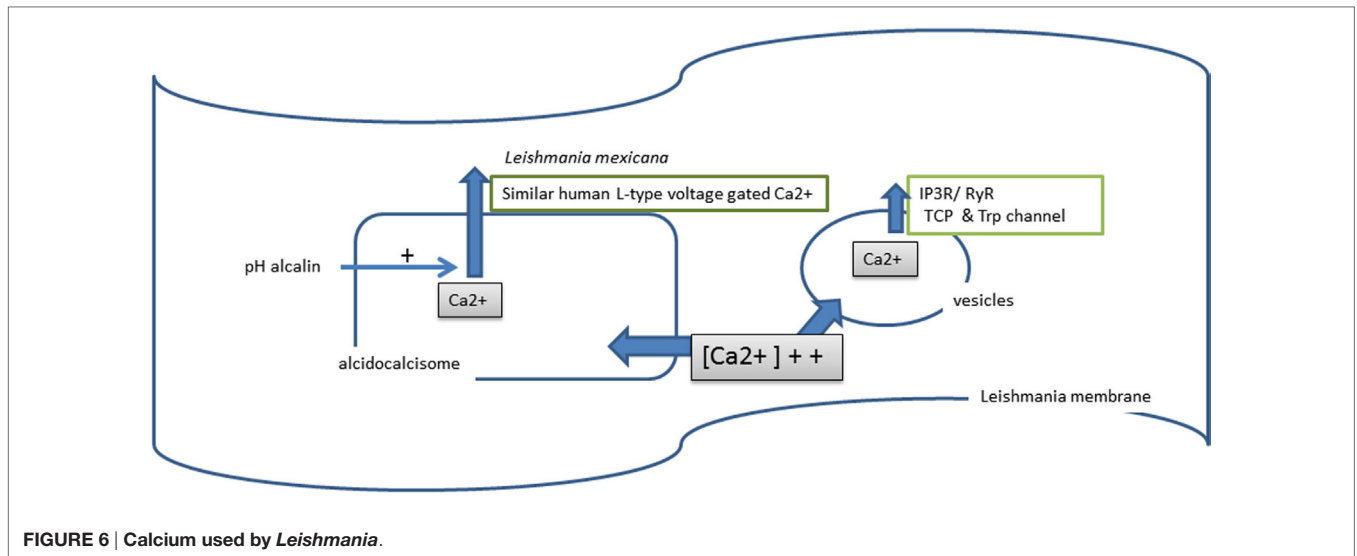 Leishmania mexicana
Similar human L-type voltage gated Ca2+
IP3R/ RyR
TCP & Trp channel
pH alcalin
+
Ca2+
Ca2+
vesicles
alcidocalcisome
[Ca2+ ] + +
Leishmania membrane
FIGURE 6 | Calcium used by Leishmania.